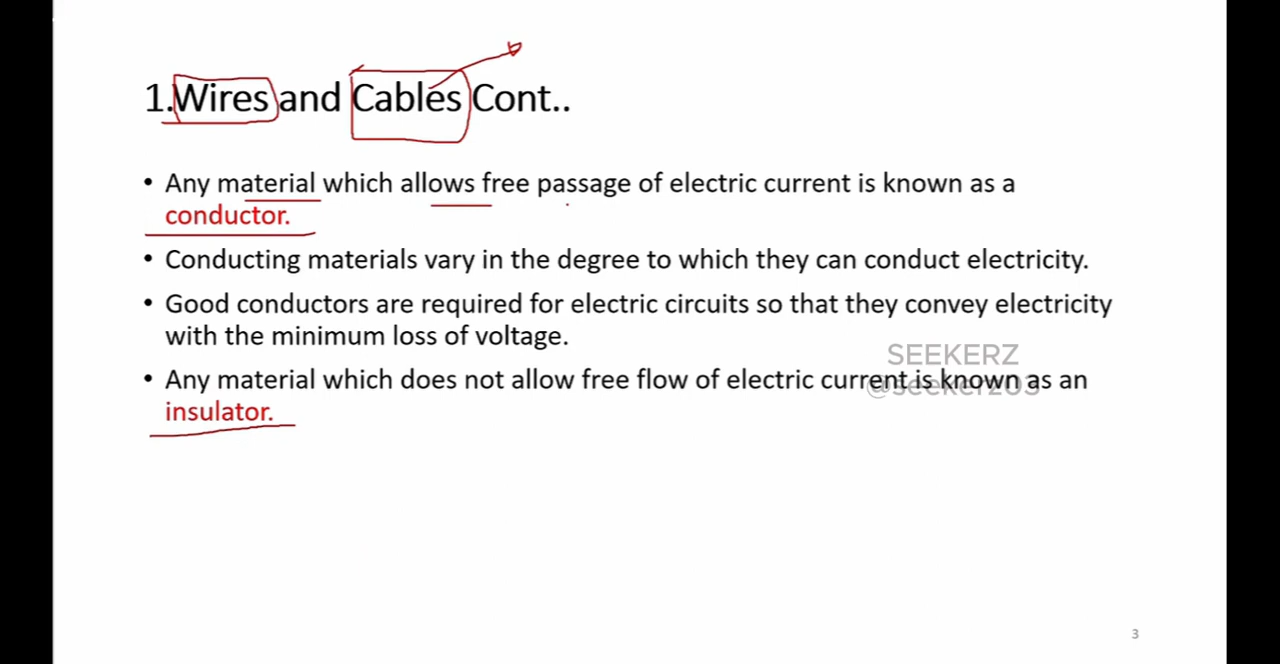 1.Wires and Cables Cont..
• Any material which allows free passage of electric current is known as a
conductor.
• Conducting materials vary in the degree to which they can conduct electricity.
• Good conductors are required for electric circuits so that they convey electricity
with the minimum loss of voltage.
SEEKERZ
• Any material which does not allow free flow of electric current is known as an
@seekerz03
insulator.
3